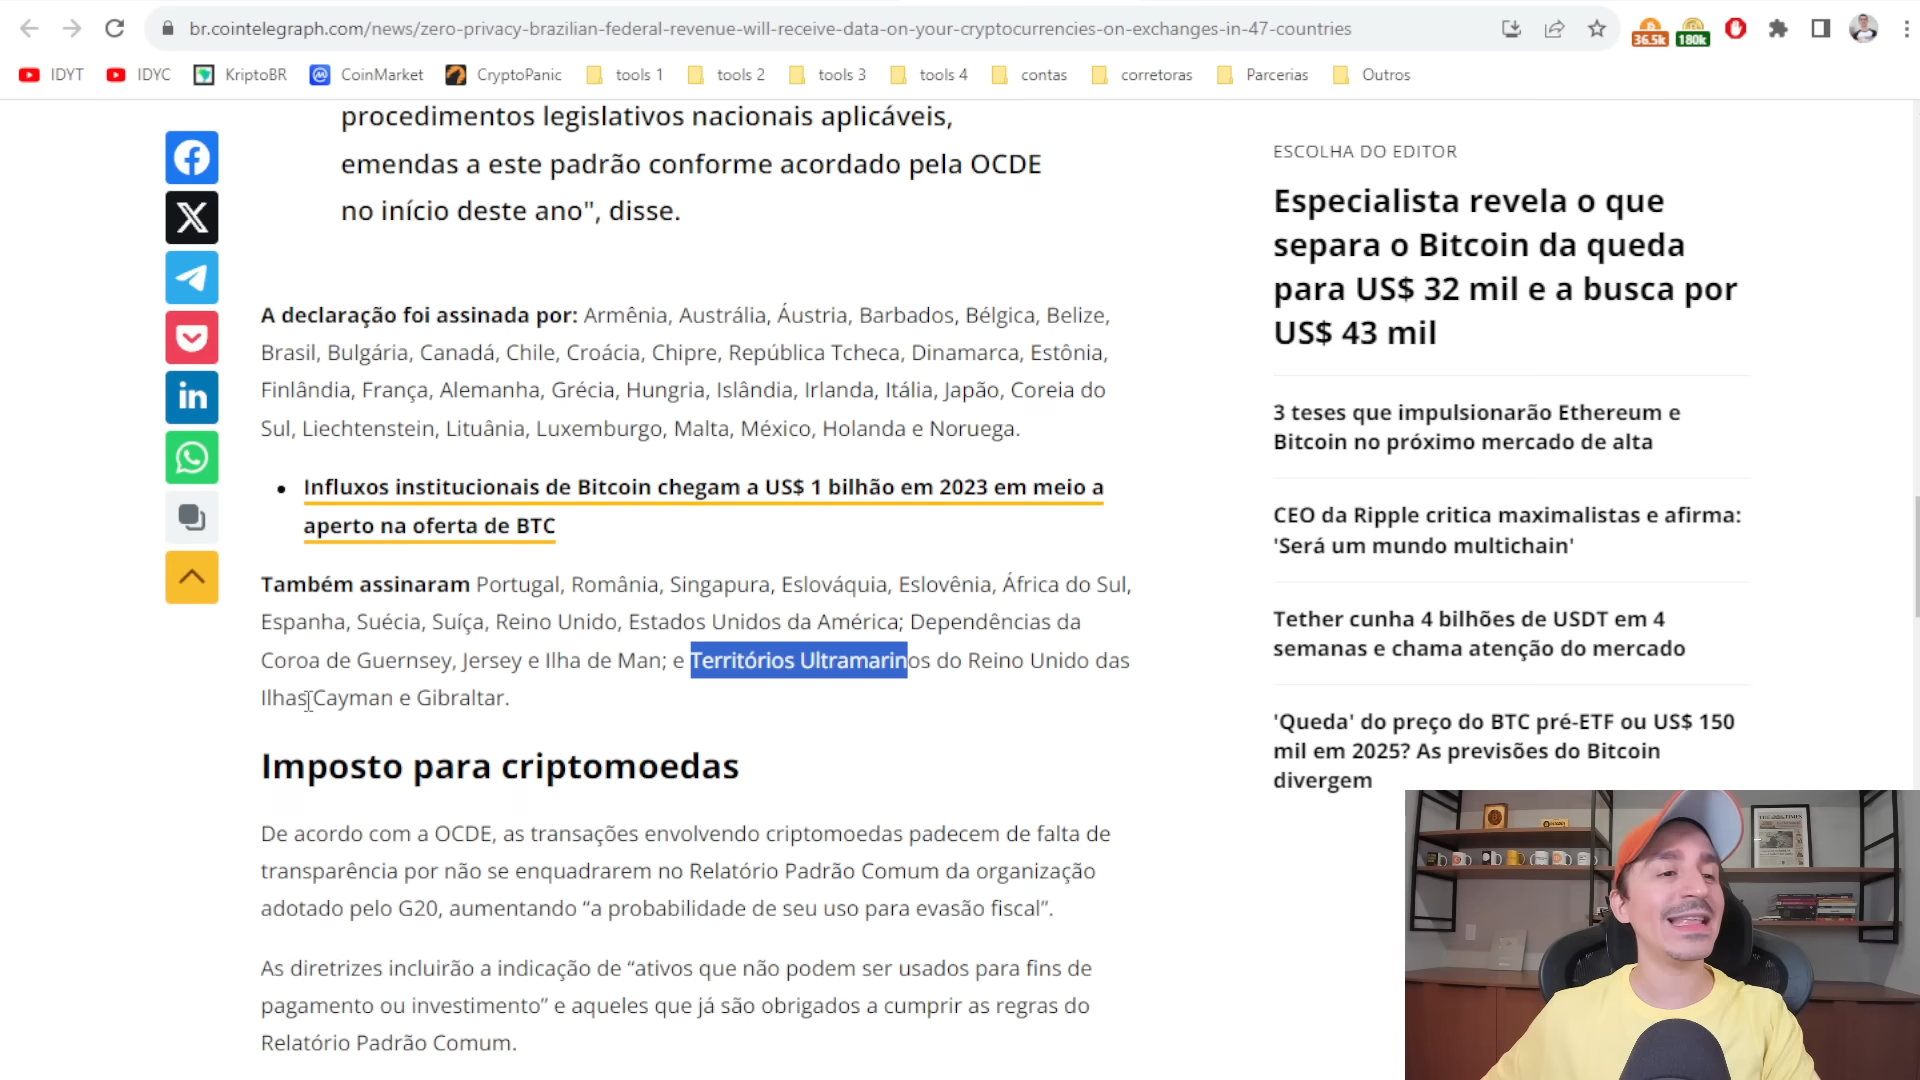 br.cointelegraph.com/news/zero-privacy-brazilian-federal-revenue-will-receive-data-on-your-cryptocurrencies-on-exchanges-in-47-countries
36.5k 180k
IDYT IDYC KriptoBR CoinMarket CryptoPanic tools 1 tools 2 tools 3 tools 4 contas corretoras Parcerias Outros
procedimentos legislativos nacionais aplicáveis,
emendas a este padrão conforme acordado pela OCDE
no início deste ano", disse.
A declaração foi assinada por: Armênia, Austrália, Áustria, Barbados, Bélgica, Belize,
Brasil, Bulgária, Canadá, Chile, Croácia, Chipre, República Tcheca, Dinamarca, Estônia,
Finlândia, França, Alemanha, Grécia, Hungria, Islândia, Irlanda, Itália, Japão, Coreia do
Sul, Liechtenstein, Lituânia, Luxemburgo, Malta, México, Holanda e Noruega.
Influxos institucionais de Bitcoin chegam a US$ 1 bilhão em 2023 em meio a
aperto na oferta de BTC
Também assinaram Portugal, România, Singapura, Eslováquia, Eslovênia, África do Sul,
Espanha, Suécia, Suíça, Reino Unido, Estados Unidos da América; Dependências da
Coroa de Guernsey, Jersey e Ilha de Man; e Territórios Ultramarinos do Reino Unido das
Ilhas Cayman e Gibraltar.
Imposto para criptomoedas
De acordo com a OCDE, as transações envolvendo criptomoedas padecem de falta de
transparência por não se enquadrarem no Relatório Padrão Comum da organização
adotado pelo G20, aumentando “a probabilidade de seu uso para evasão fiscal”.
As diretrizes incluirão a indicação de “ativos que não podem ser usados para fins de
pagamento ou investimento” e aqueles que já são obrigados a cumprir as regras do
Relatório Padrão Comum.
ESCOLHA DO EDITOR
Especialista revela o que
separa o Bitcoin da queda
para US$ 32 mil e a busca por
US$ 43 mil
3 teses que impulsionarão Ethereum e
Bitcoin no próximo mercado de alta
CEO da Ripple critica maximalistas e afirma:
'Será um mundo multichain'
Tether cunha 4 bilhões de USDT em 4
semanas e chama atenção do mercado
'Queda' do preço do BTC pré-ETF ou US$ 150
mil em 2025? As previsões do Bitcoin
divergem